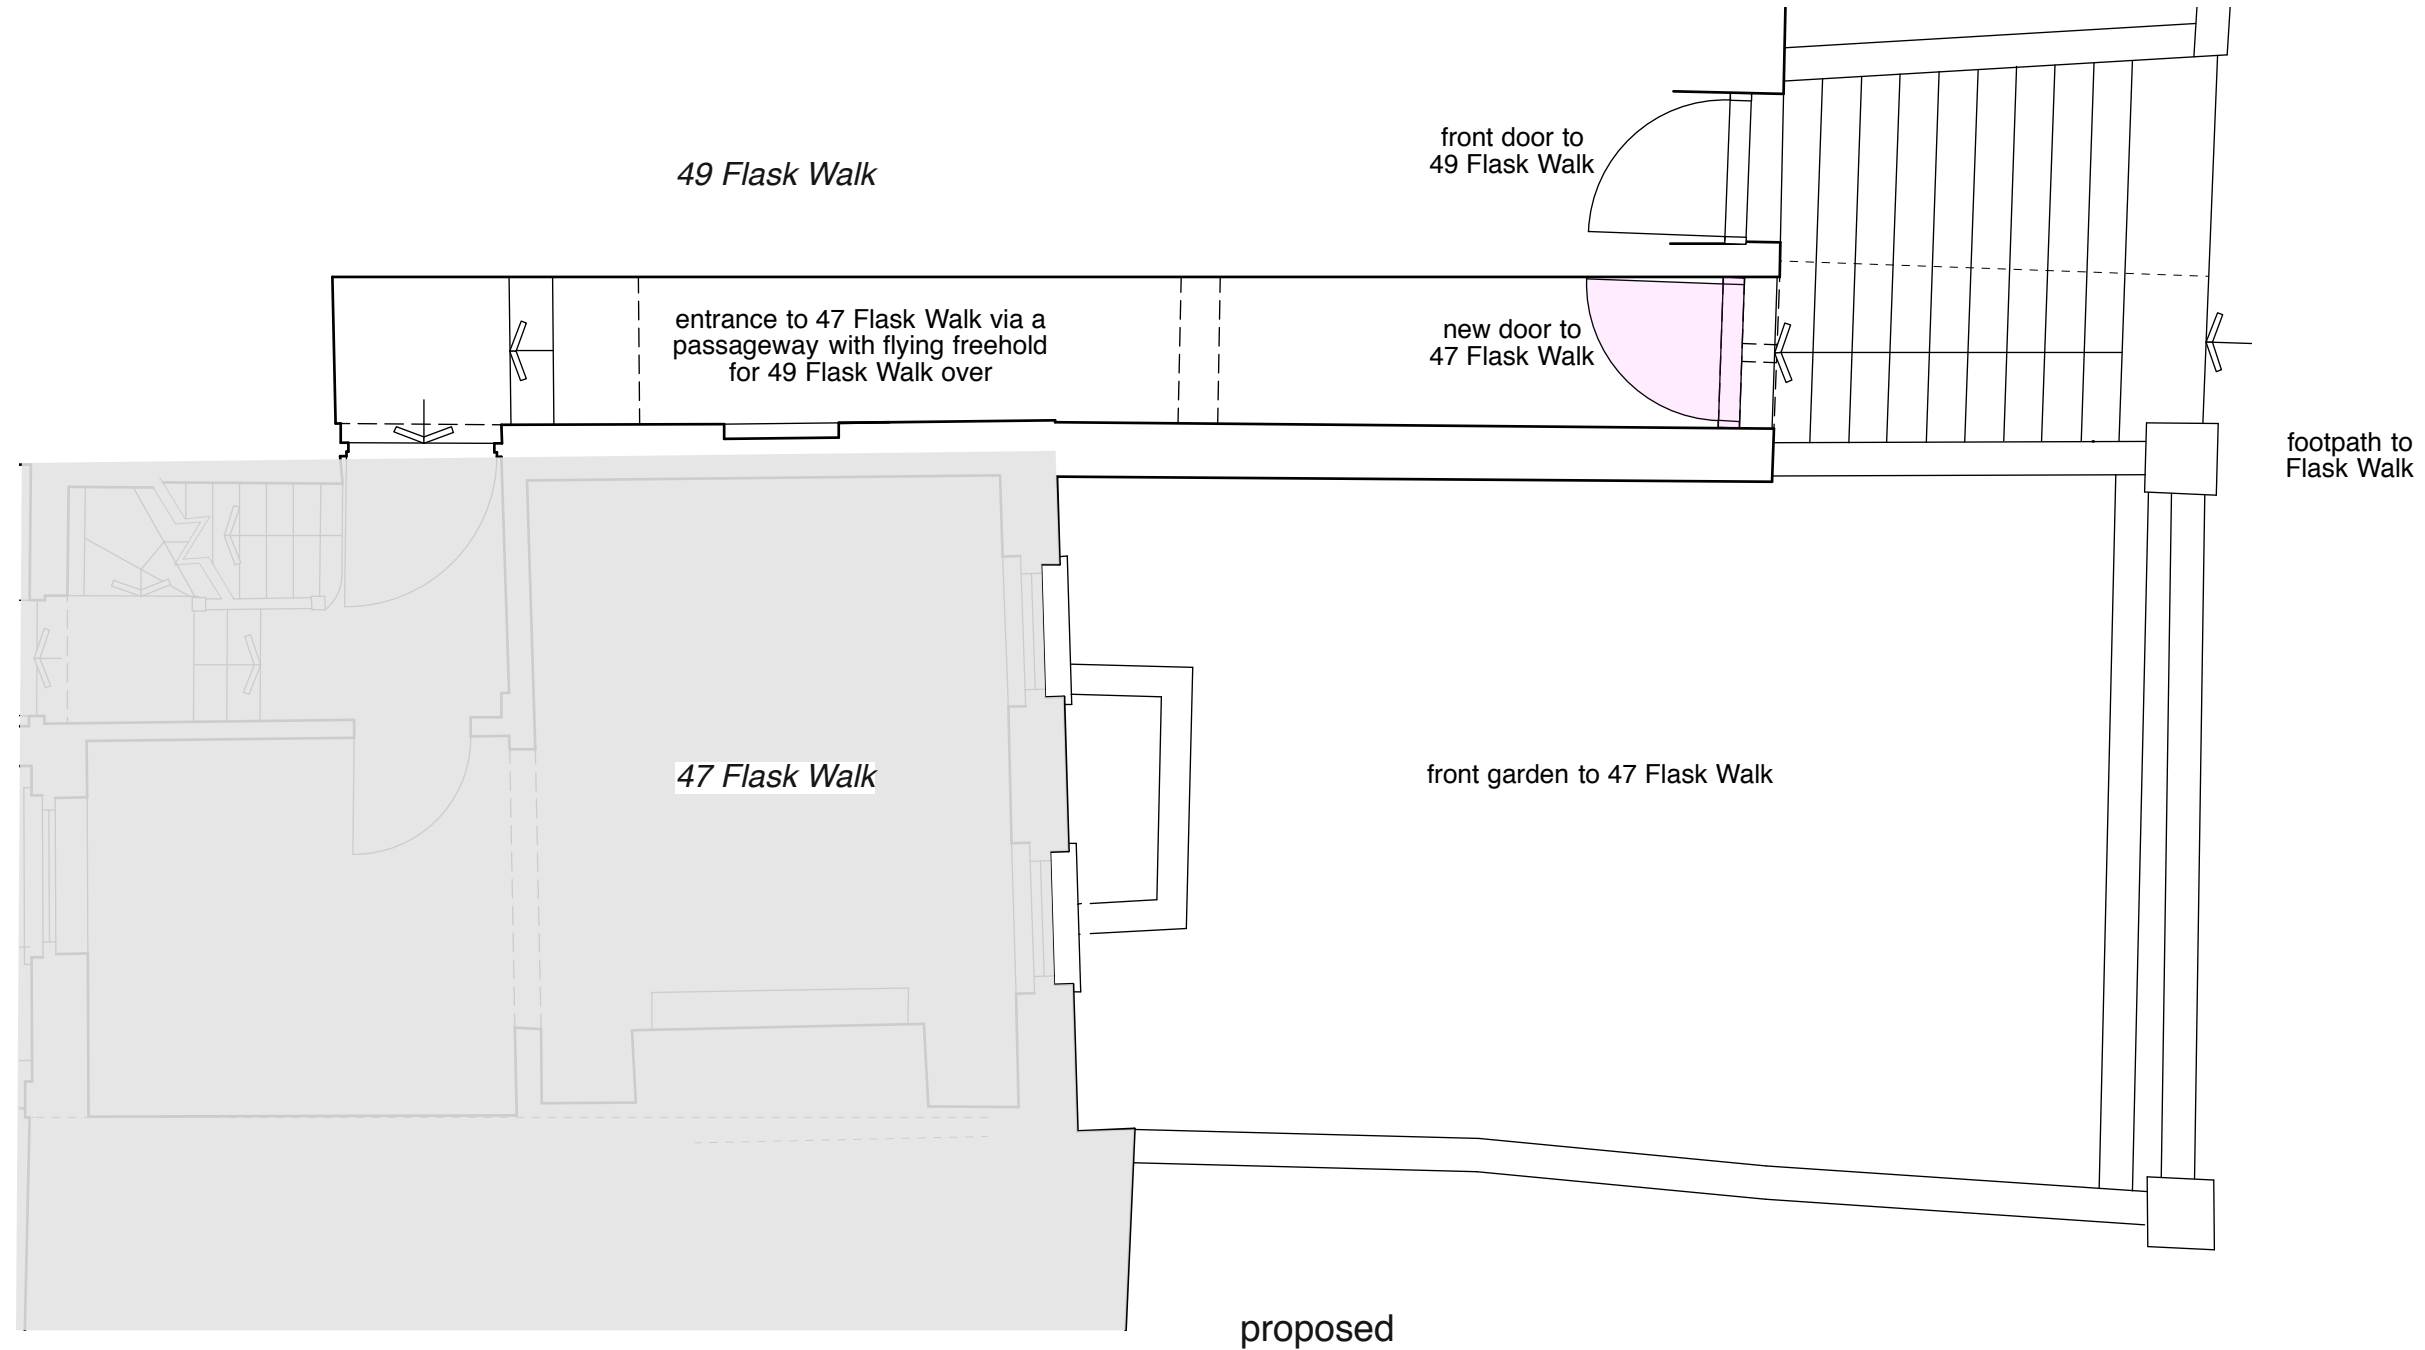 front door to
49 Flask Walk
49 Flask Walk
entrance to 47 Flask Walk via a
passageway with flying freehold
for 49 Flask Walk over
new door to
47 Flask Walk
footpath to
Flask Walk
47 Flask Walk
front garden to 47 Flask Walk
proposed